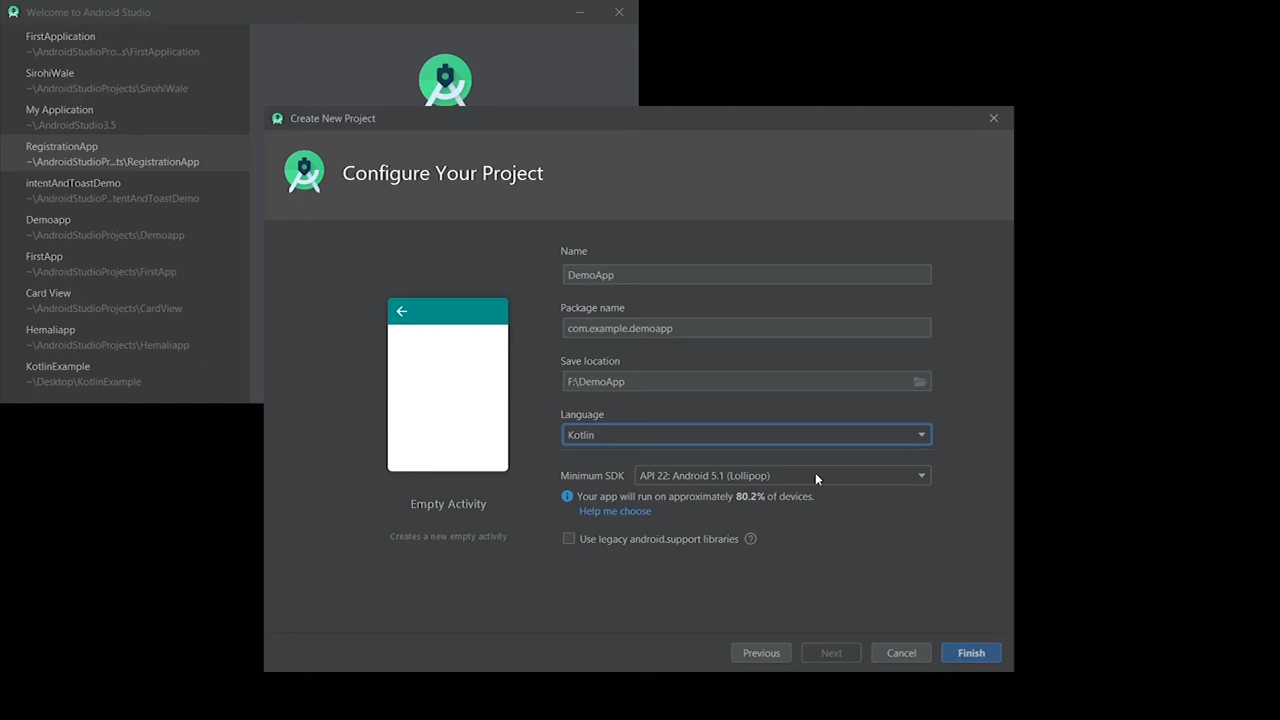 Welcome to Android Studio
FirstApplication
~\AndroidStudioPro...s\FirstApplication
SirohiWale
~\AndroidStudioProjects\SirohiWale
My Application
~\.AndroidStudio3.5
RegistrationApp
~\AndroidStudioPr...ts\RegistrationApp
intentAndToastDemo
~\AndroidStudioP...tentAndToastDemo
Demoapp
~\AndroidStudioProjects\Demoapp
FirstApp
~\AndroidStudioProjects\FirstApp
Card View
~\AndroidStudioProjects\CardView
Hemaliapp
~\AndroidStudioProjects\Hemaliapp
KotlinExample
~\Desktop\KotlinExample
Create New Project
Configure Your Project
Name
DemoApp
Package name
com.example.demoapp
Save location
F:\DemoApp
Language
Kotlin
Minimum SDK API 22: Android 5.1 (Lollipop)
Your app will run on approximately 80.2% of devices.
Help me choose
Use legacy android.support libraries ?
Empty Activity
Creates a new empty activity
Previous Next Cancel Finish